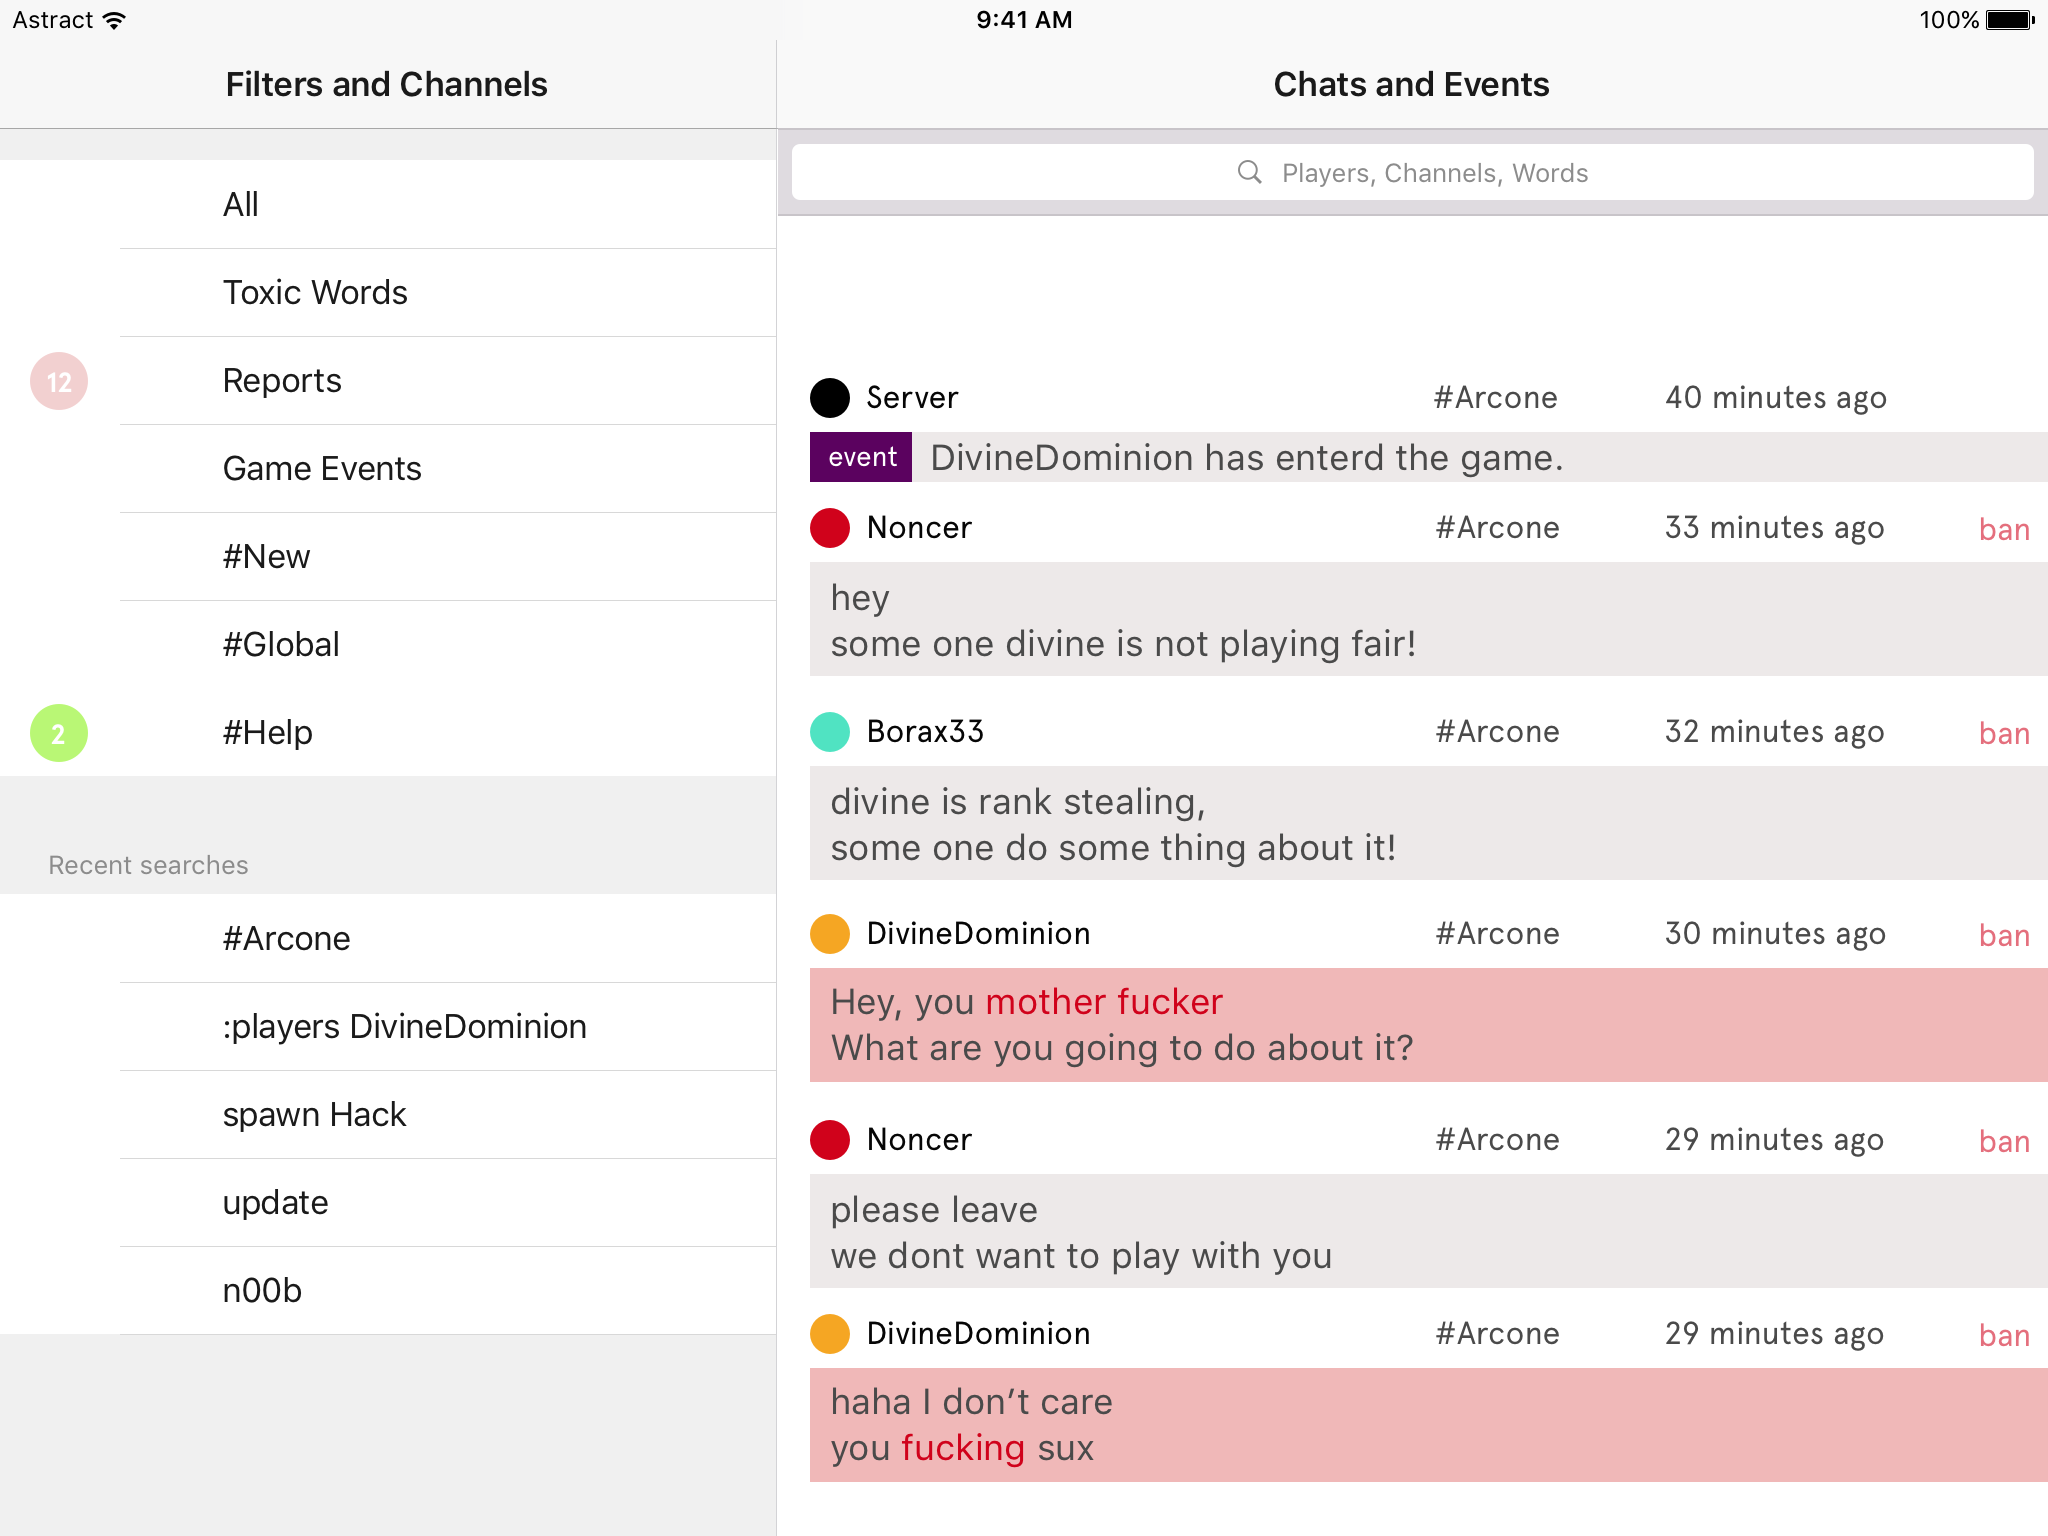 Astract
9:41 AM
100%
Filters and Channels
Chats and Events
All
Toxic Words
12
Reports
Game Events
#New
#Global
2
#Help
Recent searches
#Arcone
:players DivineDominion
spawn Hack
update
n00b
Players, Channels, Words
Server #Arcone 40 minutes ago
event DivineDominion has enterd the game.
Noncer #Arcone 33 minutes ago ban
hey
some one divine is not playing fair!
Borax33 #Arcone 32 minutes ago ban
divine is rank stealing,
some one do some thing about it!
DivineDominion #Arcone 30 minutes ago ban
Hey, you mother fucker
What are you going to do about it?
Noncer #Arcone 29 minutes ago ban
please leave
we dont want to play with you
DivineDominion #Arcone 29 minutes ago ban
haha I don’t care
you fucking sux